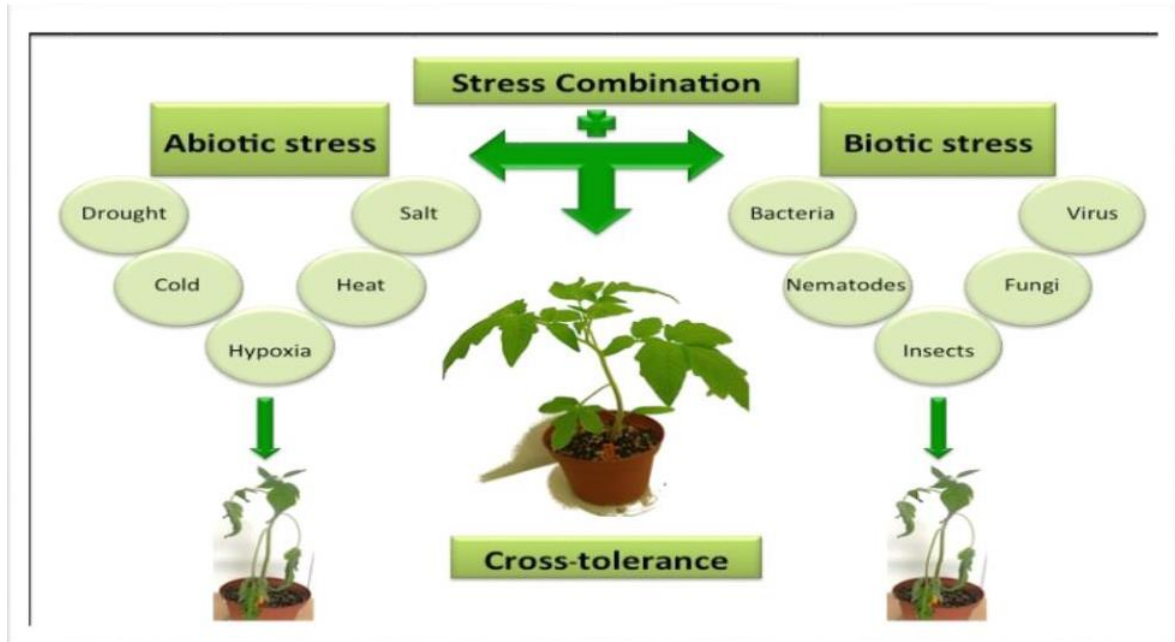 Stress Combination
Abiotic stress
Biotic stress
Drought
Salt
Cold
Heat
Hypoxia
Bacteria
Virus
Nematodes
Fungi
Insects
Cross-tolerance